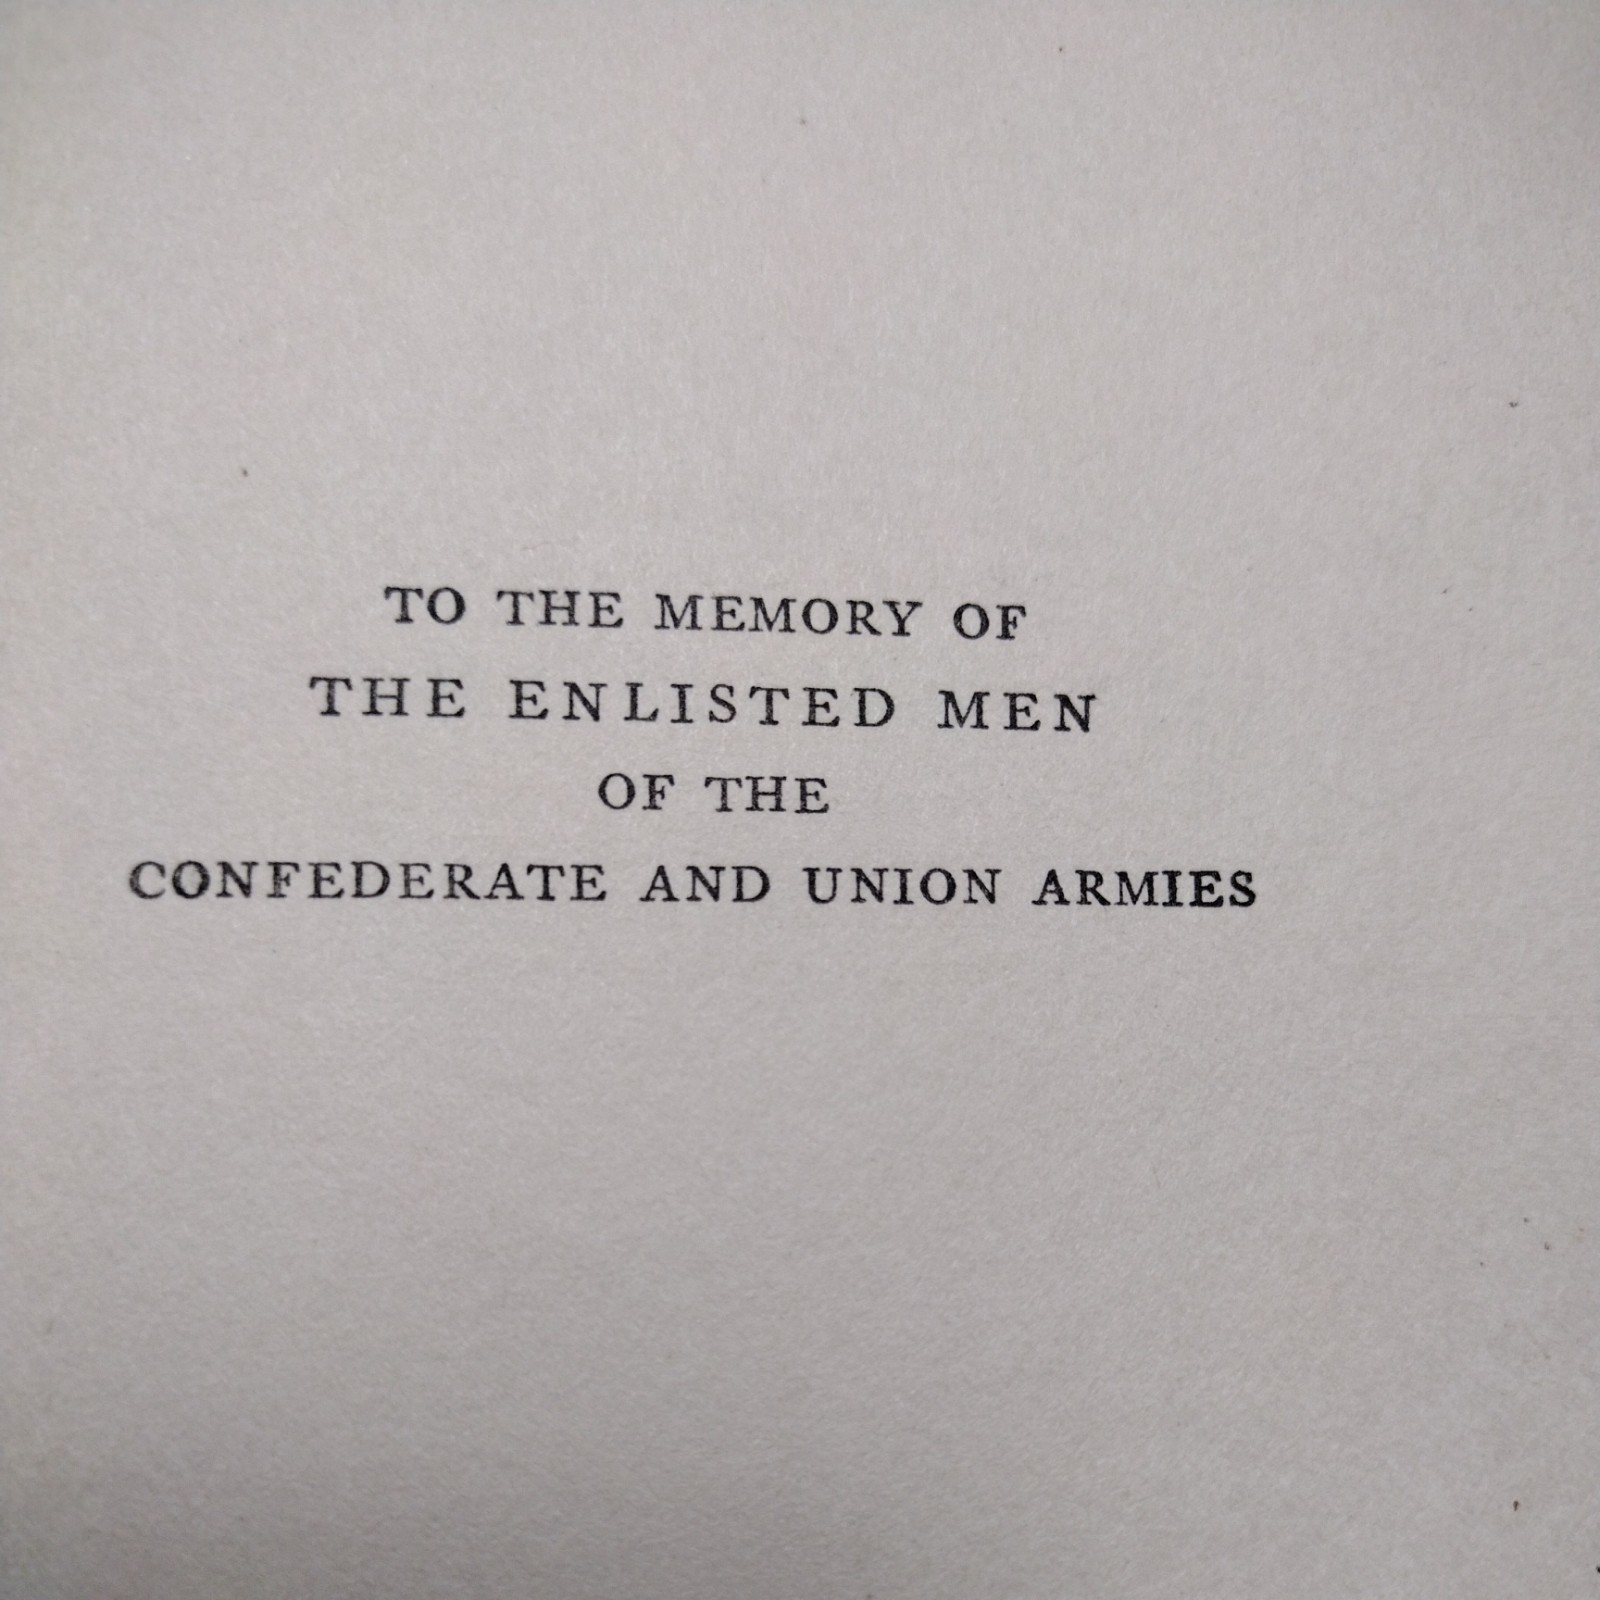 TO THE MEMORY OF
THE ENLISTED MEN
OF THE
CONFEDERATE AND UNION ARMIES